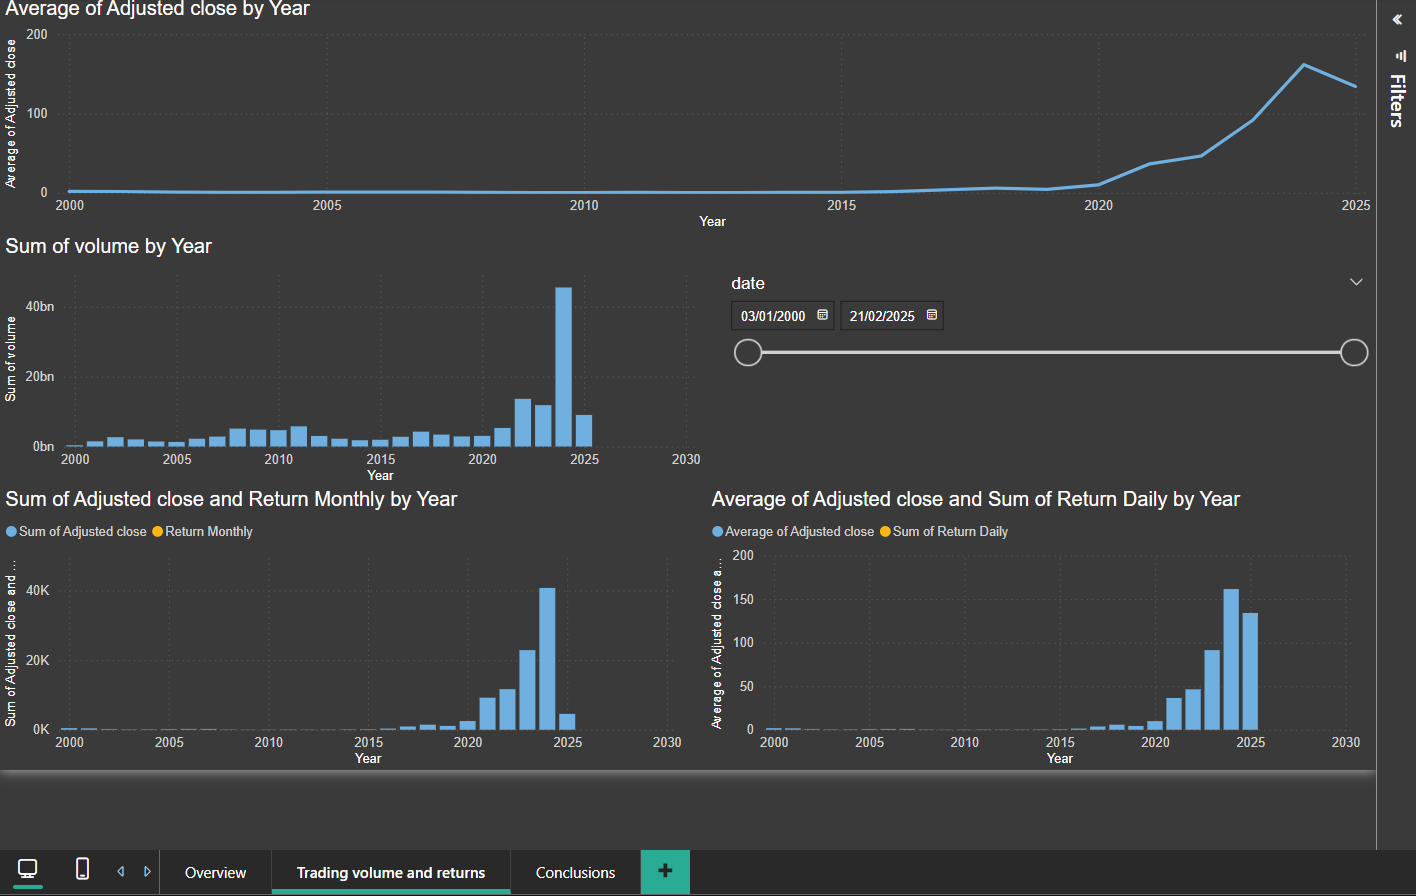 Average of Adjusted close by Year
Average of Adjusted close
200
100
0
2000
2005
2010
2015
2020
2025
Year
Sum of volume by Year
Sum of volume
40bn
20bn
0bn
2000
2005
2010
2015
2020
2025
2030
Year
date
03/01/2000
21/02/2025
Sum of Adjusted close and Return Monthly by Year
Sum of Adjusted close
Return Monthly
Sum of Adjusted close and ...
40K
20K
0K
2000
2005
2010
2015
2020
2025
2030
Year
Average of Adjusted close and Sum of Return Daily by Year
Average of Adjusted close
Sum of Return Daily
Average of Adjusted close a...
200
150
100
50
0
2000
2005
2010
2015
2020
2025
2030
Year
Filters
Overview
Trading volume and returns
Conclusions